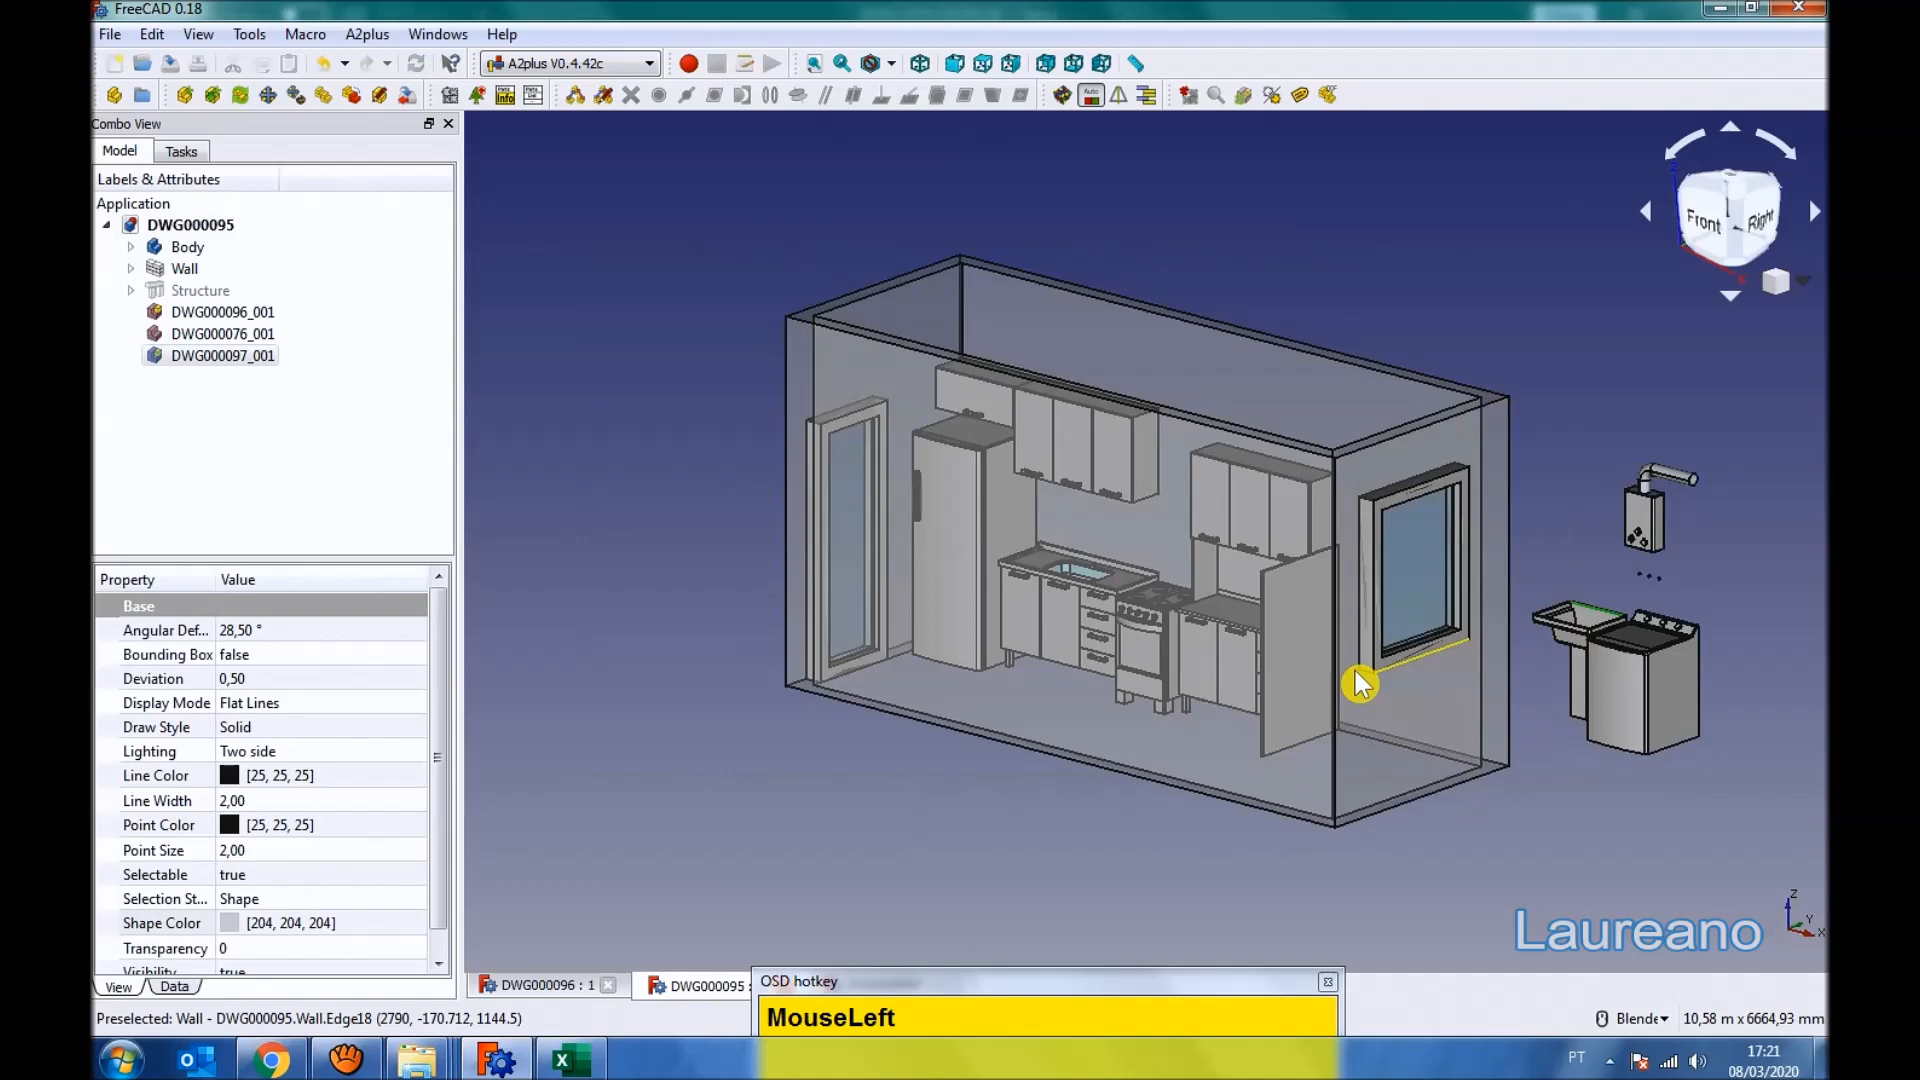 FreeCAD 0.18
File Edit View Tools Macro A2plus Windows Help
A2plus V0.4.42c
Info
Auto
Combo View
Model Tasks
Labels & Attributes
Application
DWG000095
Body
Wall
Structure
DWG000096_001
DWG000076_001
DWG000097_001
Property Value
Base
Angular Def... 28,50 °
Bounding Box false
Deviation 0,50
Display Mode Flat Lines
Draw Style Solid
Lighting Two side
Line Color [25, 25, 25]
Line Width 2,00
Point Color [25, 25, 25]
Point Size 2,00
Selectable true
Selection St... Shape
Shape Color [204, 204, 204]
Transparency 0
Visibility true
View Data
Front Right
Z
Y
X
Laureano
DWG000096 : 1
DWG000095 :
OSD hotkey
MouseLeft
Preselected: Wall - DWG000095.Wall.Edge18 (2790, -170.712, 1144.5)
Blende
10,58 m x 6664,93 mm
PT
17:21
08/03/2020